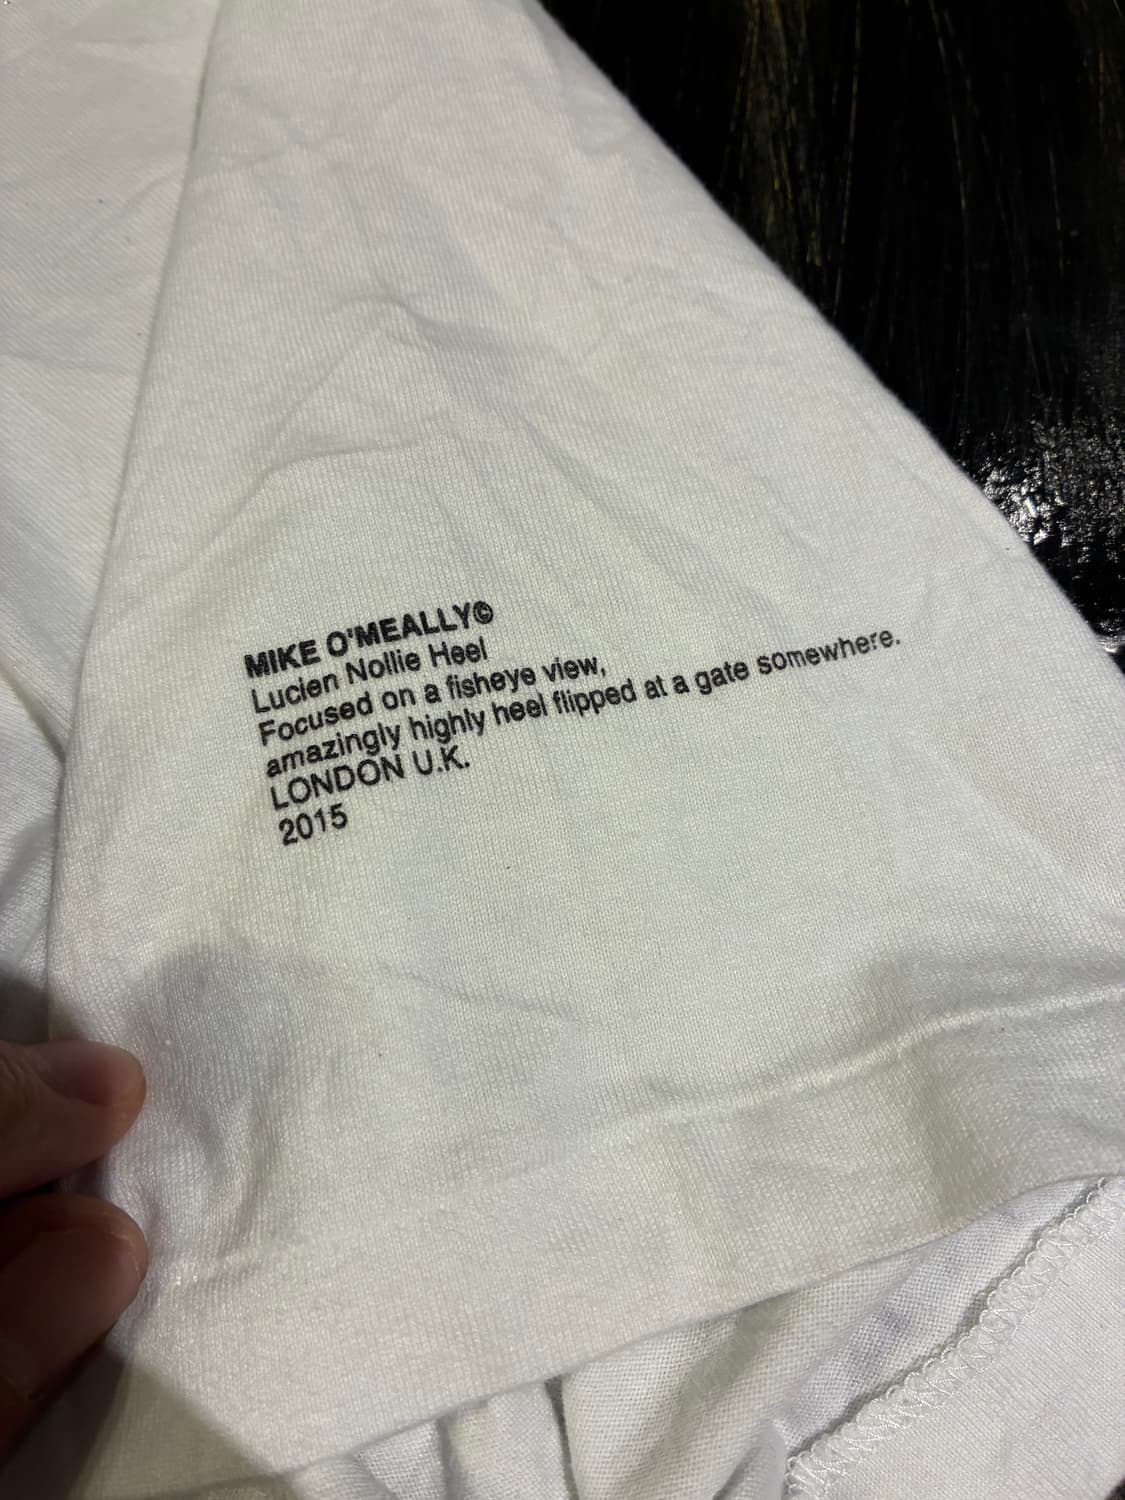 MIKE O'MEALLY©
Lucien Nollie Heel
Focused on a fisheye view,
amazingly highly heel flipped at a gate somewhere.
LONDON U.K.
2015